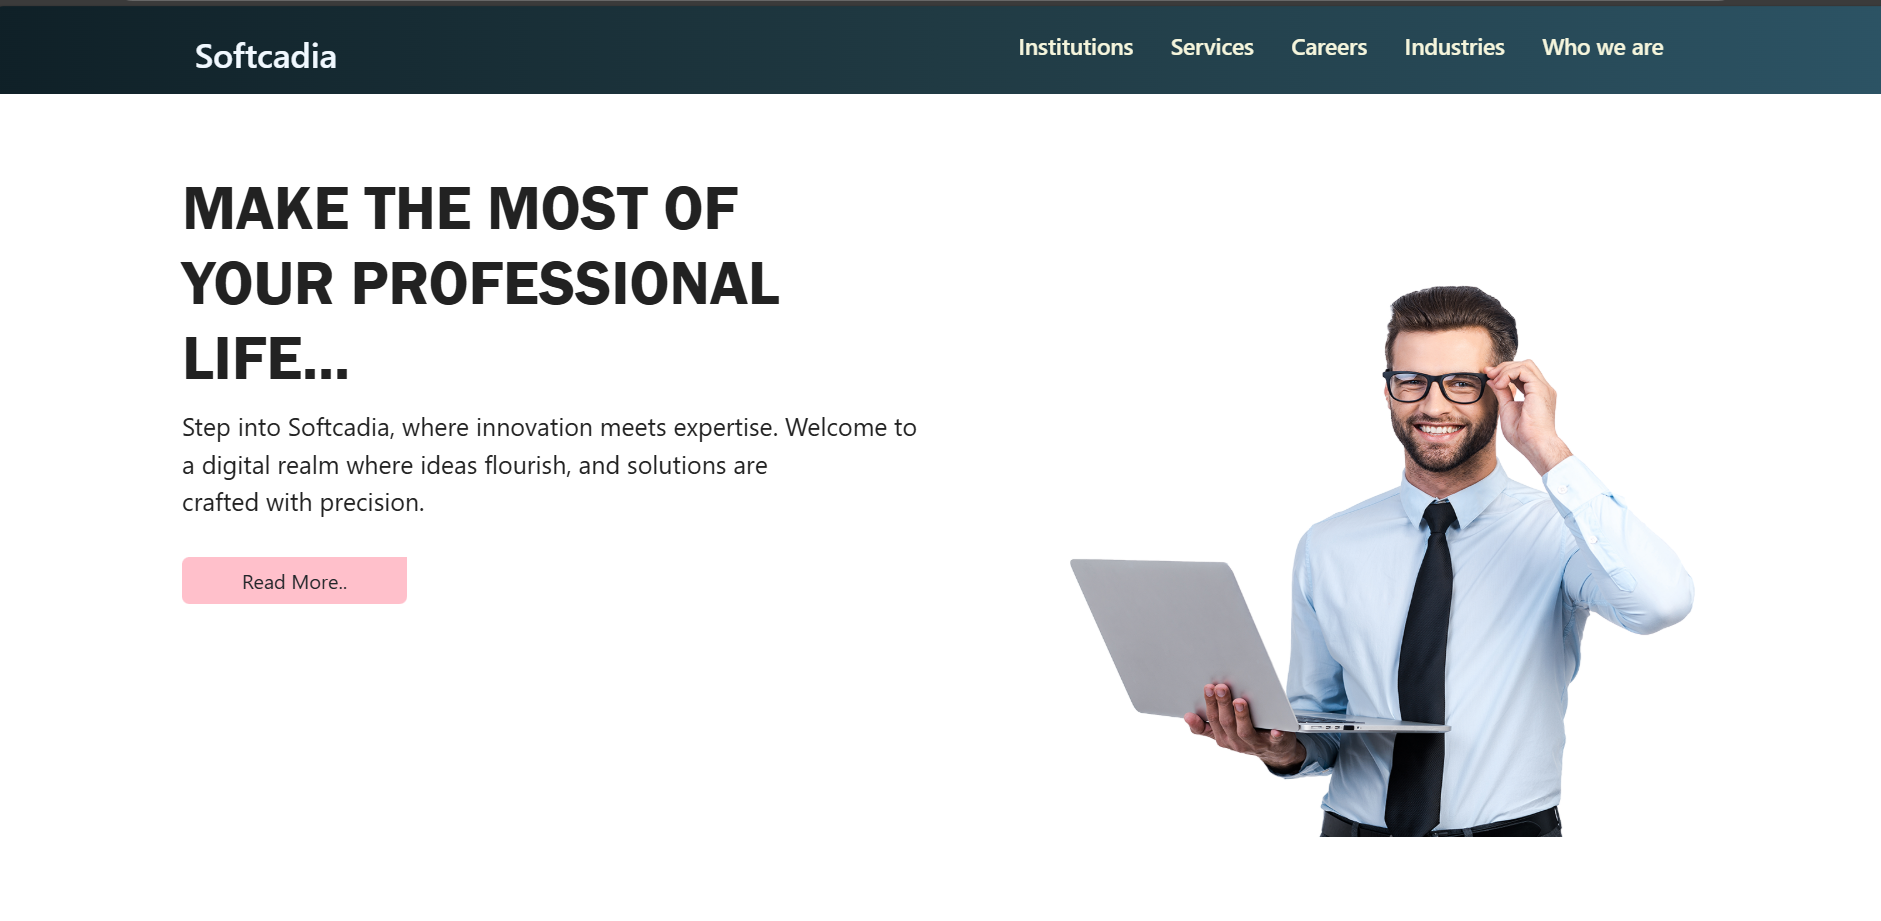 Softcadia
Institutions Services Careers Industries Who we are
MAKE THE MOST OF
YOUR PROFESSIONAL
LIFE...
Step into Softcadia, where innovation meets expertise. Welcome to
a digital realm where ideas flourish, and solutions are
crafted with precision.
Read More..